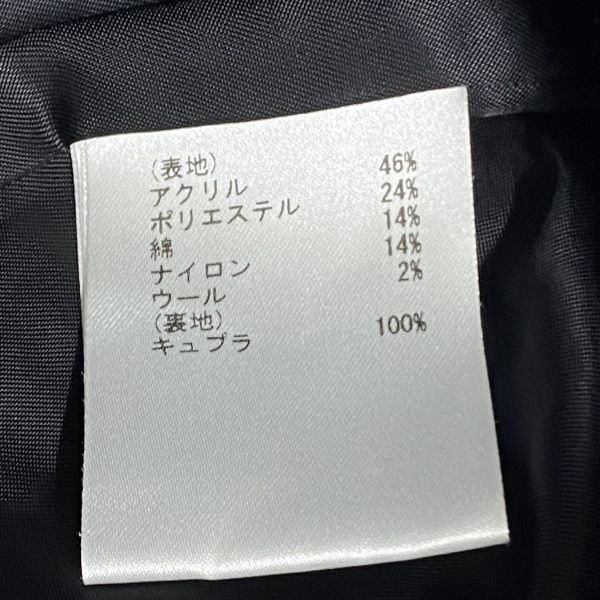 (表地) 46%
アクリル 24%
ポリエステル 14%
綿 14%
ナイロン 2%
ウール
(裏地) 100%
キュプラ